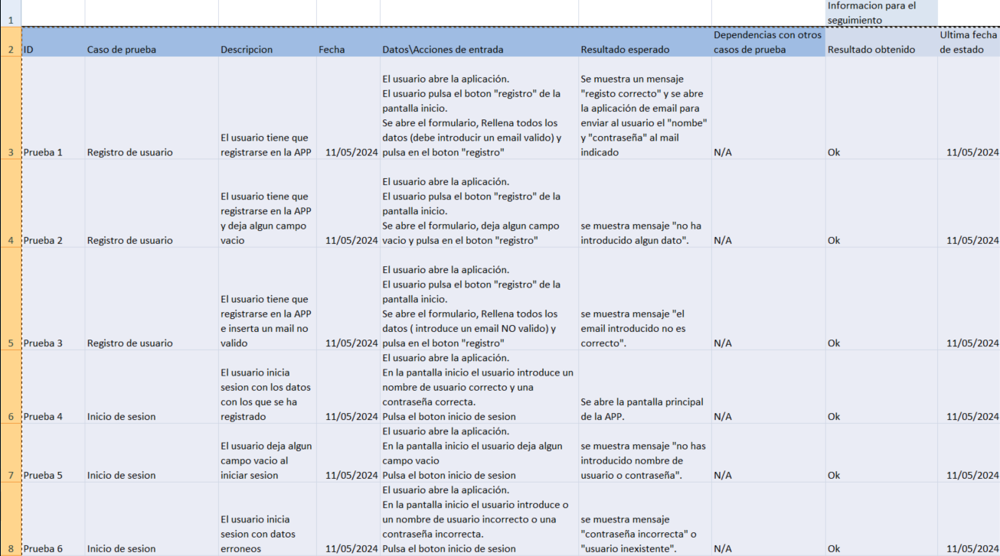 Informacion para el
seguimiento
1
Dependencias con otros
Ultima fecha
2 ID Caso de prueba Descripcion Fecha Datos\Acciones de entrada Resultado esperado casos de prueba Resultado obtenido de estado
El usuario abre la aplicación. Se muestra un mensaje
El usuario pulsa el boton "registro" de la "registo correcto" y se abre
pantalla inicio. la aplicación de email para
Se abre el formulario, Rellena todos los enviar al usuario el "nombe"
El usuario tiene que datos (debe introducir un email valido) y y "contraseña" al mail
3 Prueba 1 Registro de usuario registrarse en la APP 11/05/2024 pulsa en el boton "registro" indicado N/A Ok 11/05/2024
El usuario abre la aplicación.
El usuario tiene que El usuario pulsa el boton "registro" de la
registrarse en la APP pantalla inicio.
y deja algun campo Se abre el formulario, deja algun campo se muestra mensaje "no ha
4 Prueba 2 Registro de usuario vacio 11/05/2024 vacio y pulsa en el boton "registro" introducido algun dato". N/A Ok 11/05/2024
El usuario abre la aplicación.
El usuario pulsa el boton "registro" de la
El usuario tiene que pantalla inicio.
registrarse en la APP Se abre el formulario, Rellena todos los se muestra mensaje "el
e inserta un mail no datos ( introduce un email NO valido) y email introducido no es
5 Prueba 3 Registro de usuario valido 11/05/2024 pulsa en el boton "registro" correcto". N/A Ok 11/05/2024
El usuario abre la aplicación.
El usuario inicia En la pantalla inicio el usuario introduce un
sesion con los datos nombre de usuario correcto y una
con los que se ha contraseña correcta. Se abre la pantalla principal
6 Prueba 4 Inicio de sesion registrado 11/05/2024 Pulsa el boton inicio de sesion de la APP. N/A Ok 11/05/2024
El usuario abre la aplicación.
El usuario deja algun En la pantalla inicio el usuario deja algun se muestra mensaje "no has
campo vacio al campo vacio introducido nombre de
7 Prueba 5 Inicio de sesion iniciar sesion 11/05/2024 Pulsa el boton inicio de sesion usuario o contraseña". N/A Ok 11/05/2024
El usuario abre la aplicación.
En la pantalla inicio el usuario introduce o
El usuario inicia un nombre de usuario incorrecto o una se muestra mensaje
sesion con datos contraseña incorrecta. "contraseña incorrecta" o
8 Prueba 6 Inicio de sesion erroneos 11/05/2024 Pulsa el boton inicio de sesion "usuario inexistente". N/A Ok 11/05/2024